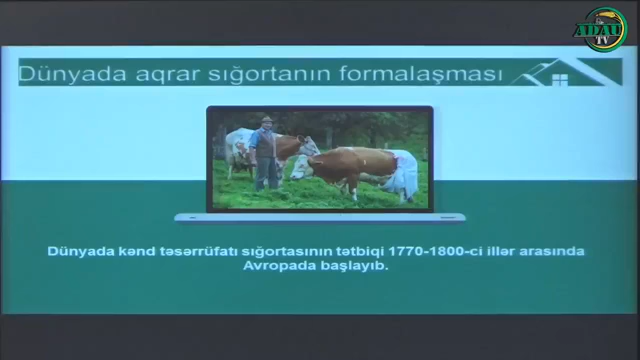 ADAU
TV
Dünyada aqrar sığortanın formalaşması
Dünyada kənd təsərrüfatı sığortasının tətbiqi 1770-1800-ci illər arasında
Avropada başlayıb.